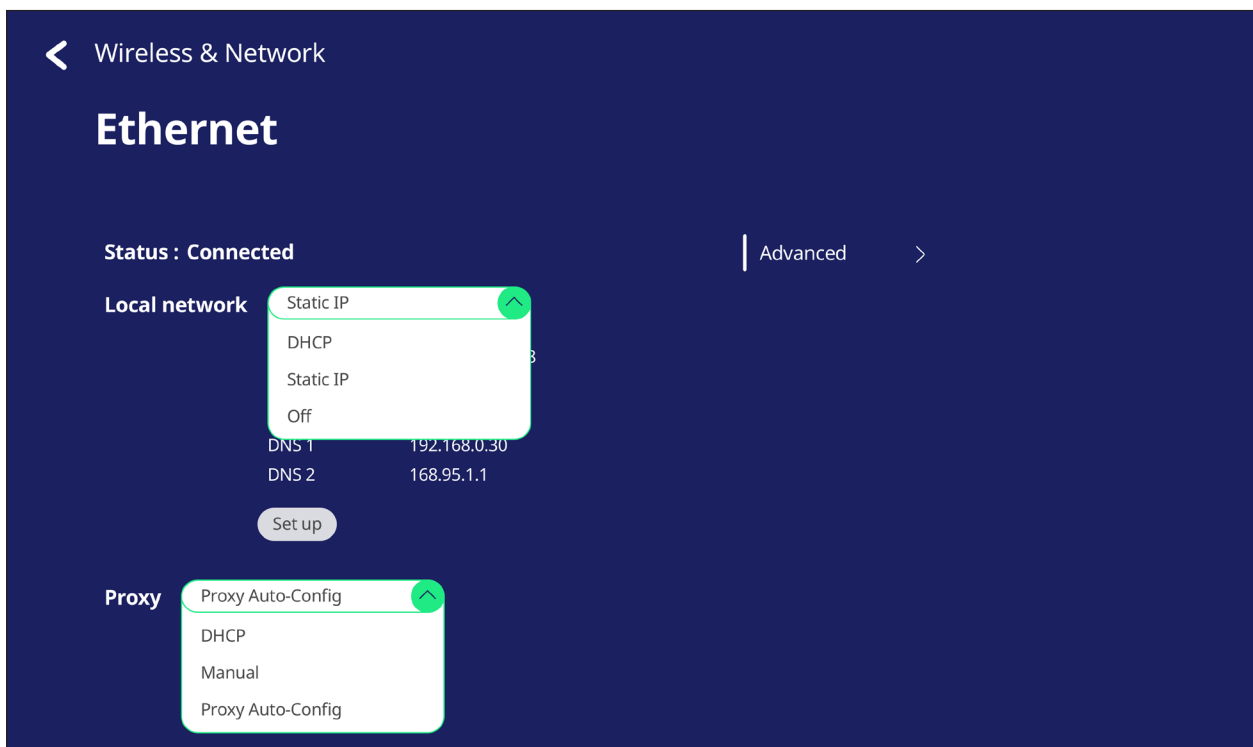 Wireless & Network
Ethernet
Status : Connected
Advanced
Local network Static IP
DHCP
Static IP
Off
DNS 1 192.168.0.30
DNS 2 168.95.1.1
Set up
Proxy Proxy Auto-Config
DHCP
Manual
Proxy Auto-Config